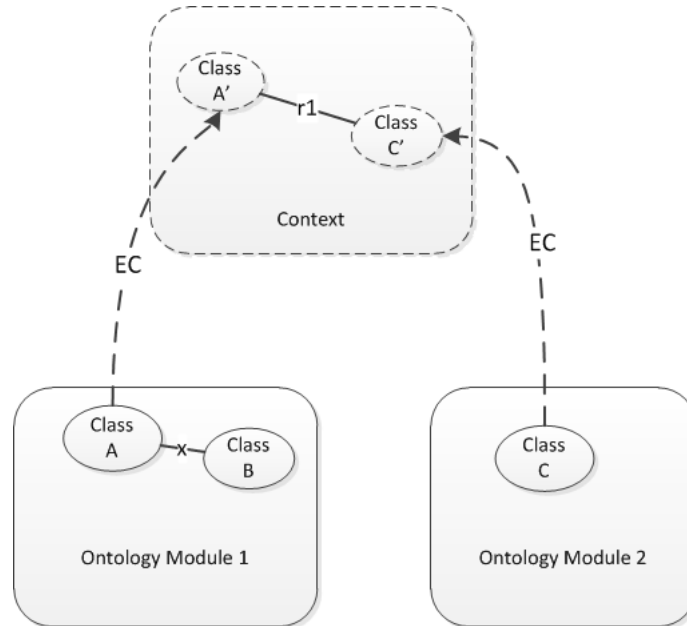 Class
A’
r1
Class
C’
Context
EC
EC
Class
A
x
Class
B
Ontology Module 1
Class
C
Ontology Module 2